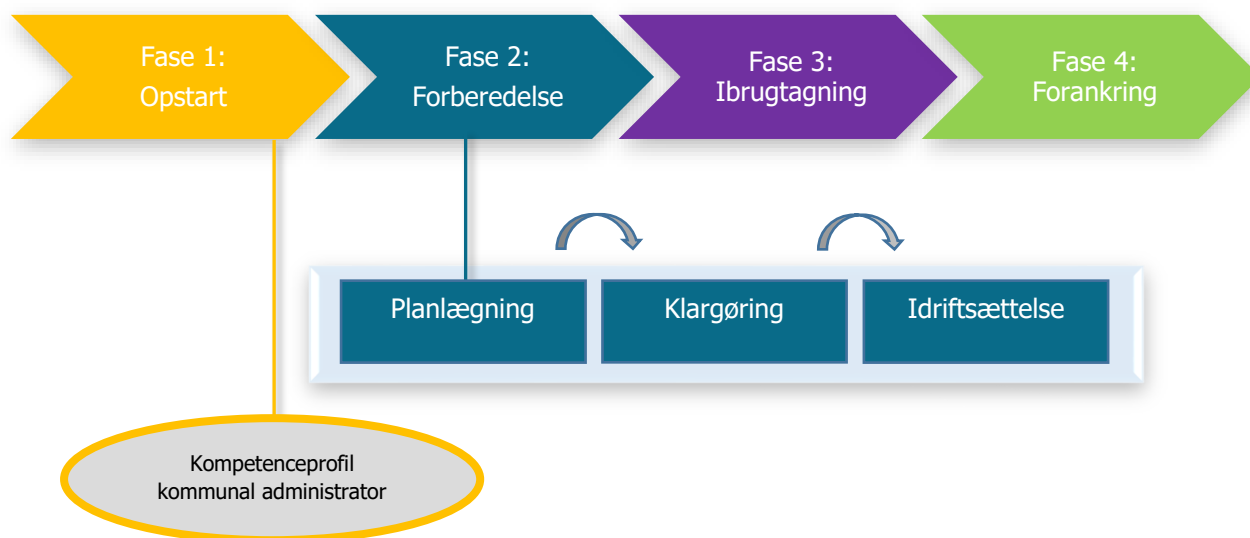 Fase 1:
Opstart
Fase 2:
Forberedelse
Fase 3:
Ibrugtagning
Fase 4:
Forankring
Planlægning
Klargøring
Idriftsættelse
Kompetenceprofil
kommunal administrator